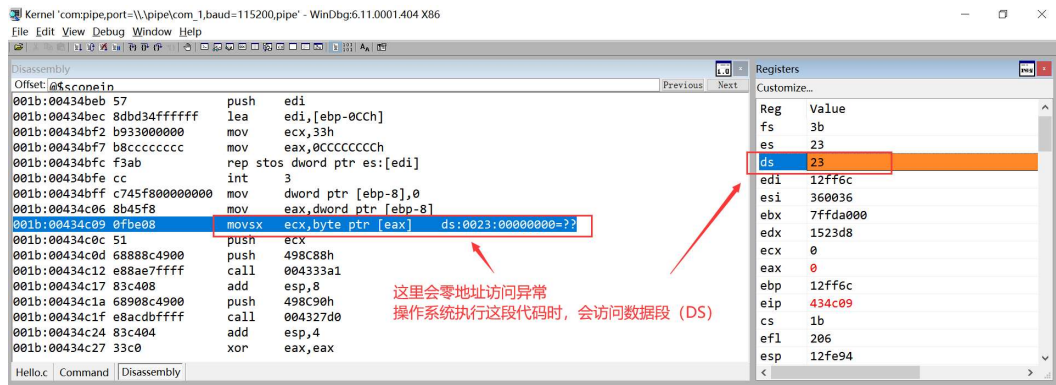 Kernel 'com:pipe,port=\\.\pipe\com_1,baud=115200,pipe' - WinDbg:6.11.0001.404 X86
File Edit View Debug Window Help
Disassembly
Offset: @$scopeip Previous Next
001b:00434beb 57 push edi
001b:00434bec 8dbd34ffffff lea edi,[ebp-0CCh]
001b:00434bf2 b933000000 mov ecx,33h
001b:00434bf7 b8cccccccc mov eax,0CCCCCCCCh
001b:00434bfc f3ab rep stos dword ptr es:[edi]
001b:00434bfe cc int 3
001b:00434bff c745f800000000 mov dword ptr [ebp-8],0
001b:00434c06 8b45f8 mov eax,dword ptr [ebp-8]
001b:00434c09 0fbe08 movsx ecx,byte ptr [eax] ds:0023:00000000=??
001b:00434c0c 51 push ecx
001b:00434c0d 68888c4900 push 498C88h
001b:00434c12 e88ae7ffff call 004333a1
001b:00434c17 83c408 add esp,8
001b:00434c1a 68908c4900 push 498C90h
001b:00434c1f e8acdbffff call 004327d0
001b:00434c24 83c404 add esp,4
001b:00434c27 33c0 xor eax,eax
这里会零地址访问异常
操作系统执行这段代码时，会访问数据段（DS）
Hello.c Command Disassembly
Registers
Customize...
Reg Value
fs 3b
es 23
ds 23
edi 12ff6c
esi 360036
ebx 7ffda000
edx 1523d8
ecx 0
eax 0
ebp 12ff6c
eip 434c09
cs 1b
efl 206
esp 12fe94